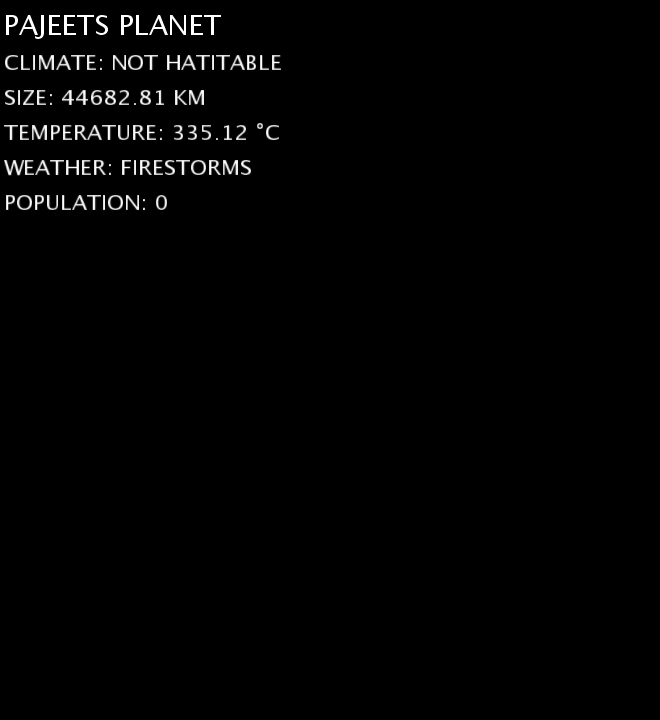 PAJEETS PLANET
CLIMATE: NOT HATITABLE
SIZE: 44682.81 KM
TEMPERATURE: 335.12 °C
WEATHER: FIRESTORMS
POPULATION: 0